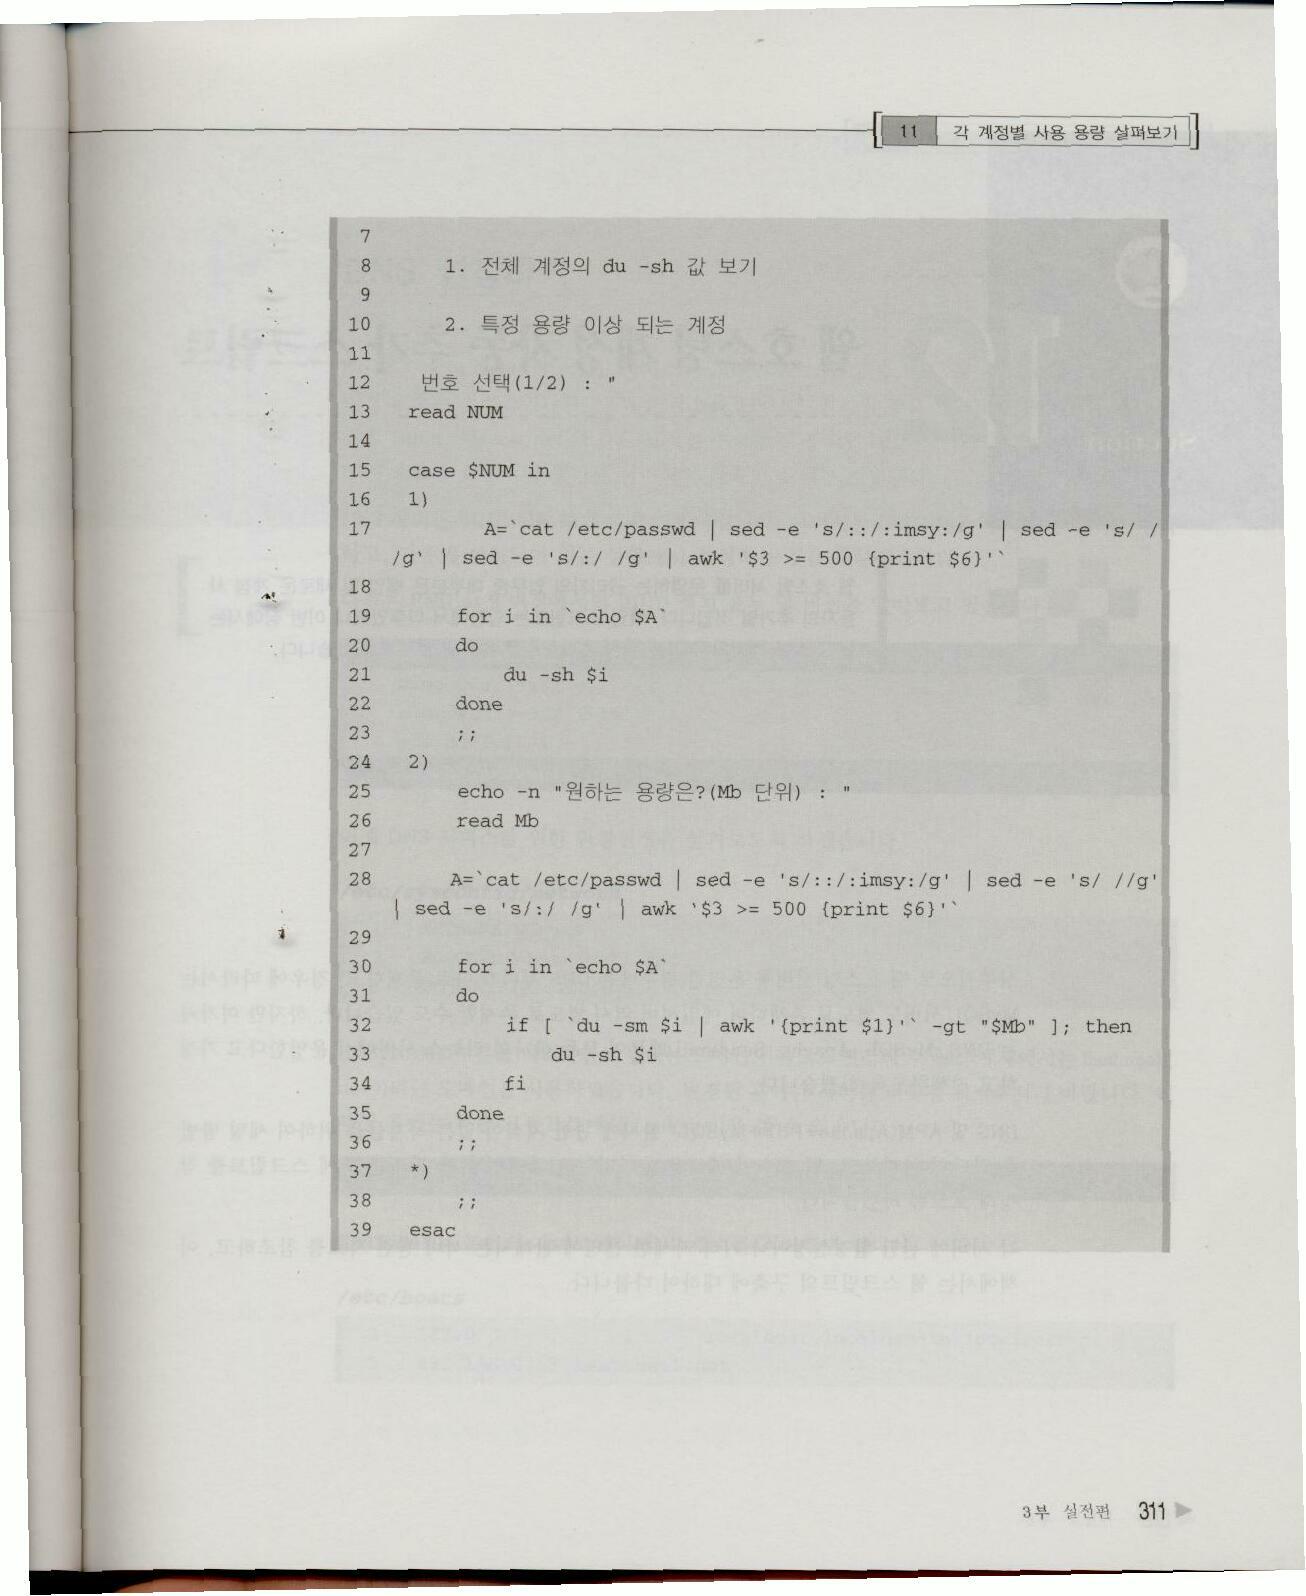 11 각 계정별 사용 용량 살펴보기
7
8 1. 전체 계정의 du -sh 값 보기
9
10 2. 특정 용량 이상 되는 계정
11
12 번호 선택(1/2) : "
13 read NUM
14
15 case $NUM in
16 1)
17 A=`cat /etc/passwd | sed -e 's/::/:imsy:/g' | sed -e 's/ /
/g' | sed -e 's/:/ /g' | awk '$3 >= 500 {print $6}'`
18
19 for i in `echo $A`
20 do
21 du -sh $i
22 done
23 ;;
24 2)
25 echo -n "원하는 용량은?(Mb 단위) : "
26 read Mb
27
28 A=`cat /etc/passwd | sed -e 's/::/:imsy:/g' | sed -e 's/ //g'
| sed -e 's/:/ /g' | awk '$3 >= 500 {print $6}'`
29
30 for i in `echo $A`
31 do
32 if [ `du -sm $i | awk '{print $1}'` -gt "$Mb" ]; then
33 du -sh $i
34 fi
35 done
36 ;;
37 *)
38 ;;
39 esac
3부 실전편 311